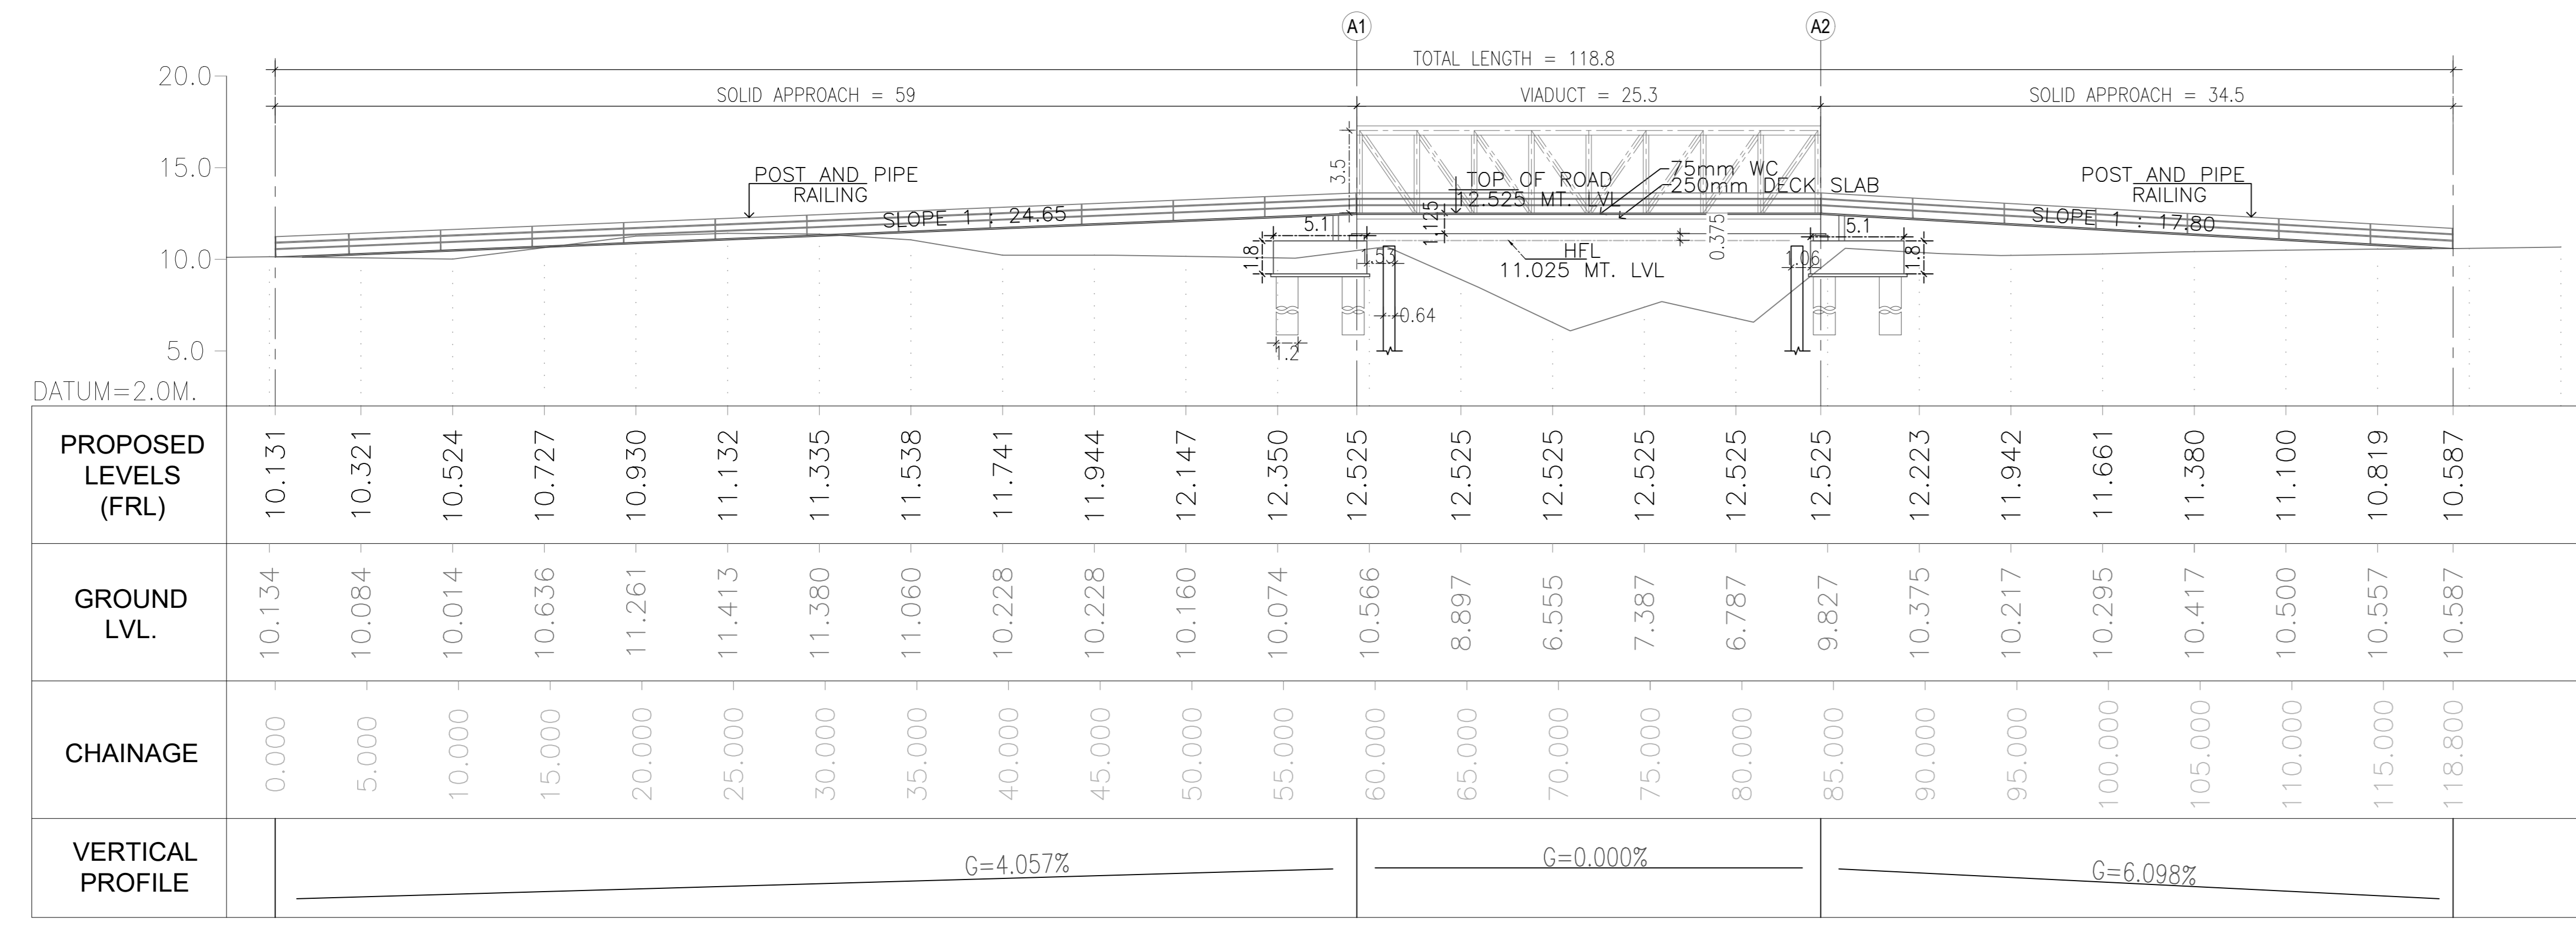 A1 A2
TOTAL LENGTH = 118.8
20.0
SOLID APPROACH = 59 VIADUCT = 25.3 SOLID APPROACH = 34.5
15.0
3.5
POST AND PIPE
RAILING
75mm WC
TOP OF ROAD
250mm DECK SLAB
12.525 MT. LVL
POST AND PIPE
RAILING
SLOPE 1 : 24.65
SLOPE 1 : 17.80
5.1 1.125 0.375 5.1
10.0
1.8 .53 HFL 1.06 1.8
11.025 MT. LVL
0.64
5.0
1.2
DATUM=2.0M.
PROPOSED
LEVELS
(FRL)
10.131 10.321 10.524 10.727 10.930 11.132 11.335 11.538 11.741 11.944 12.147 12.350 12.525 12.525 12.525 12.525 12.525 12.525 12.223 11.942 11.661 11.380 11.100 10.819 10.587
GROUND
LVL.
10.134 10.084 10.014 10.636 11.261 11.413 11.380 11.060 10.228 10.228 10.160 10.074 10.566 8.897 6.555 7.387 6.787 9.827 10.375 10.217 10.295 10.417 10.500 10.557 10.587
CHAINAGE
0.000 5.000 10.000 15.000 20.000 25.000 30.000 35.000 40.000 45.000 50.000 55.000 60.000 65.000 70.000 75.000 80.000 85.000 90.000 95.000 100.000 105.000 110.000 115.000 118.800
VERTICAL
PROFILE
G=4.057% G=0.000% G=6.098%